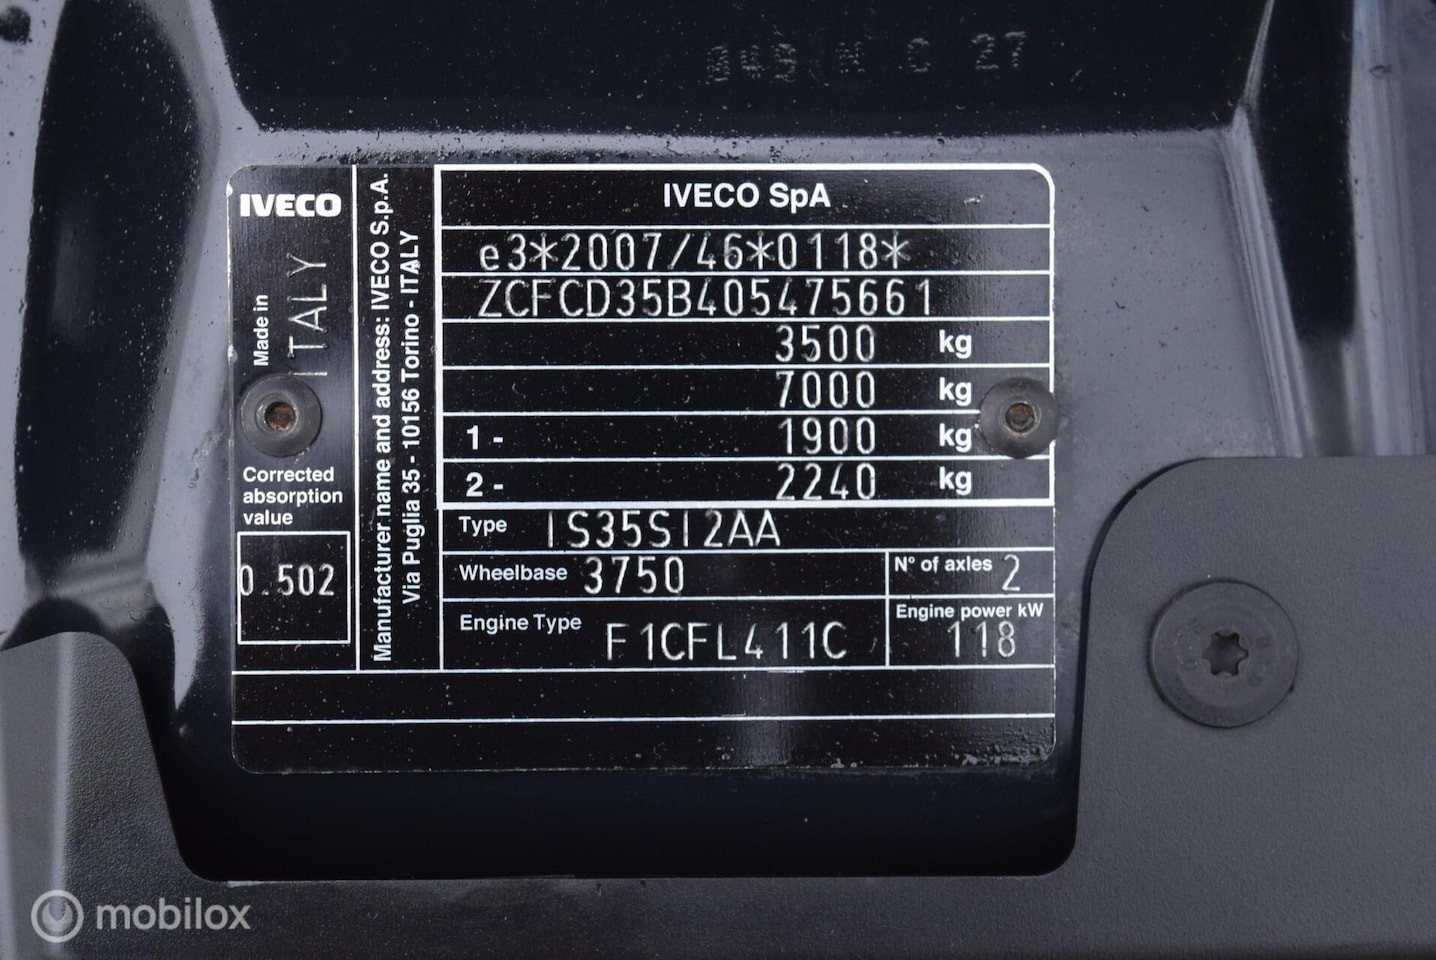 IVECO
Made in ITALY
Corrected
absorption
value
0.502
Manufacturer name and address: IVECO S.p.A.
Via Puglia 35 - 10156 Torino - ITALY
IVECO SpA
e3*2007/46*0118*
ZCFCD35B405475661
3500 kg
7000 kg
1 - 1900 kg
2 - 2240 kg
Type IS35SI2AA
Wheelbase 3750 N° of axles 2
Engine Type F1CFL411C Engine power kW 118
mobilox